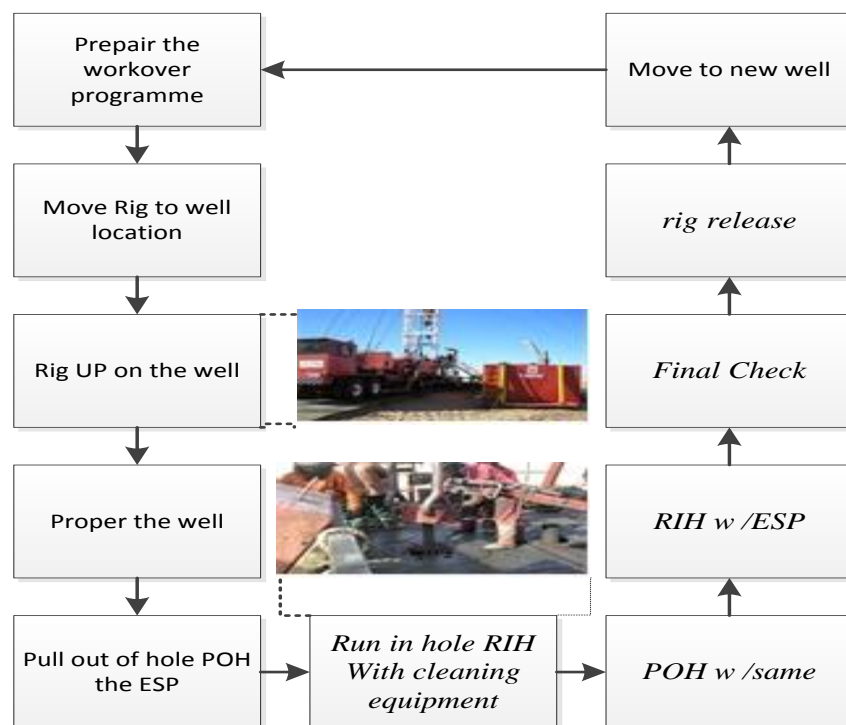 Prepair the
workover
programme
Move Rig to well
location
Rig UP on the well
Proper the well
Pull out of hole POH
the ESP
Run in hole RIH
With cleaning
equipment
POH w /same
RIH w /ESP
Final Check
rig release
Move to new well